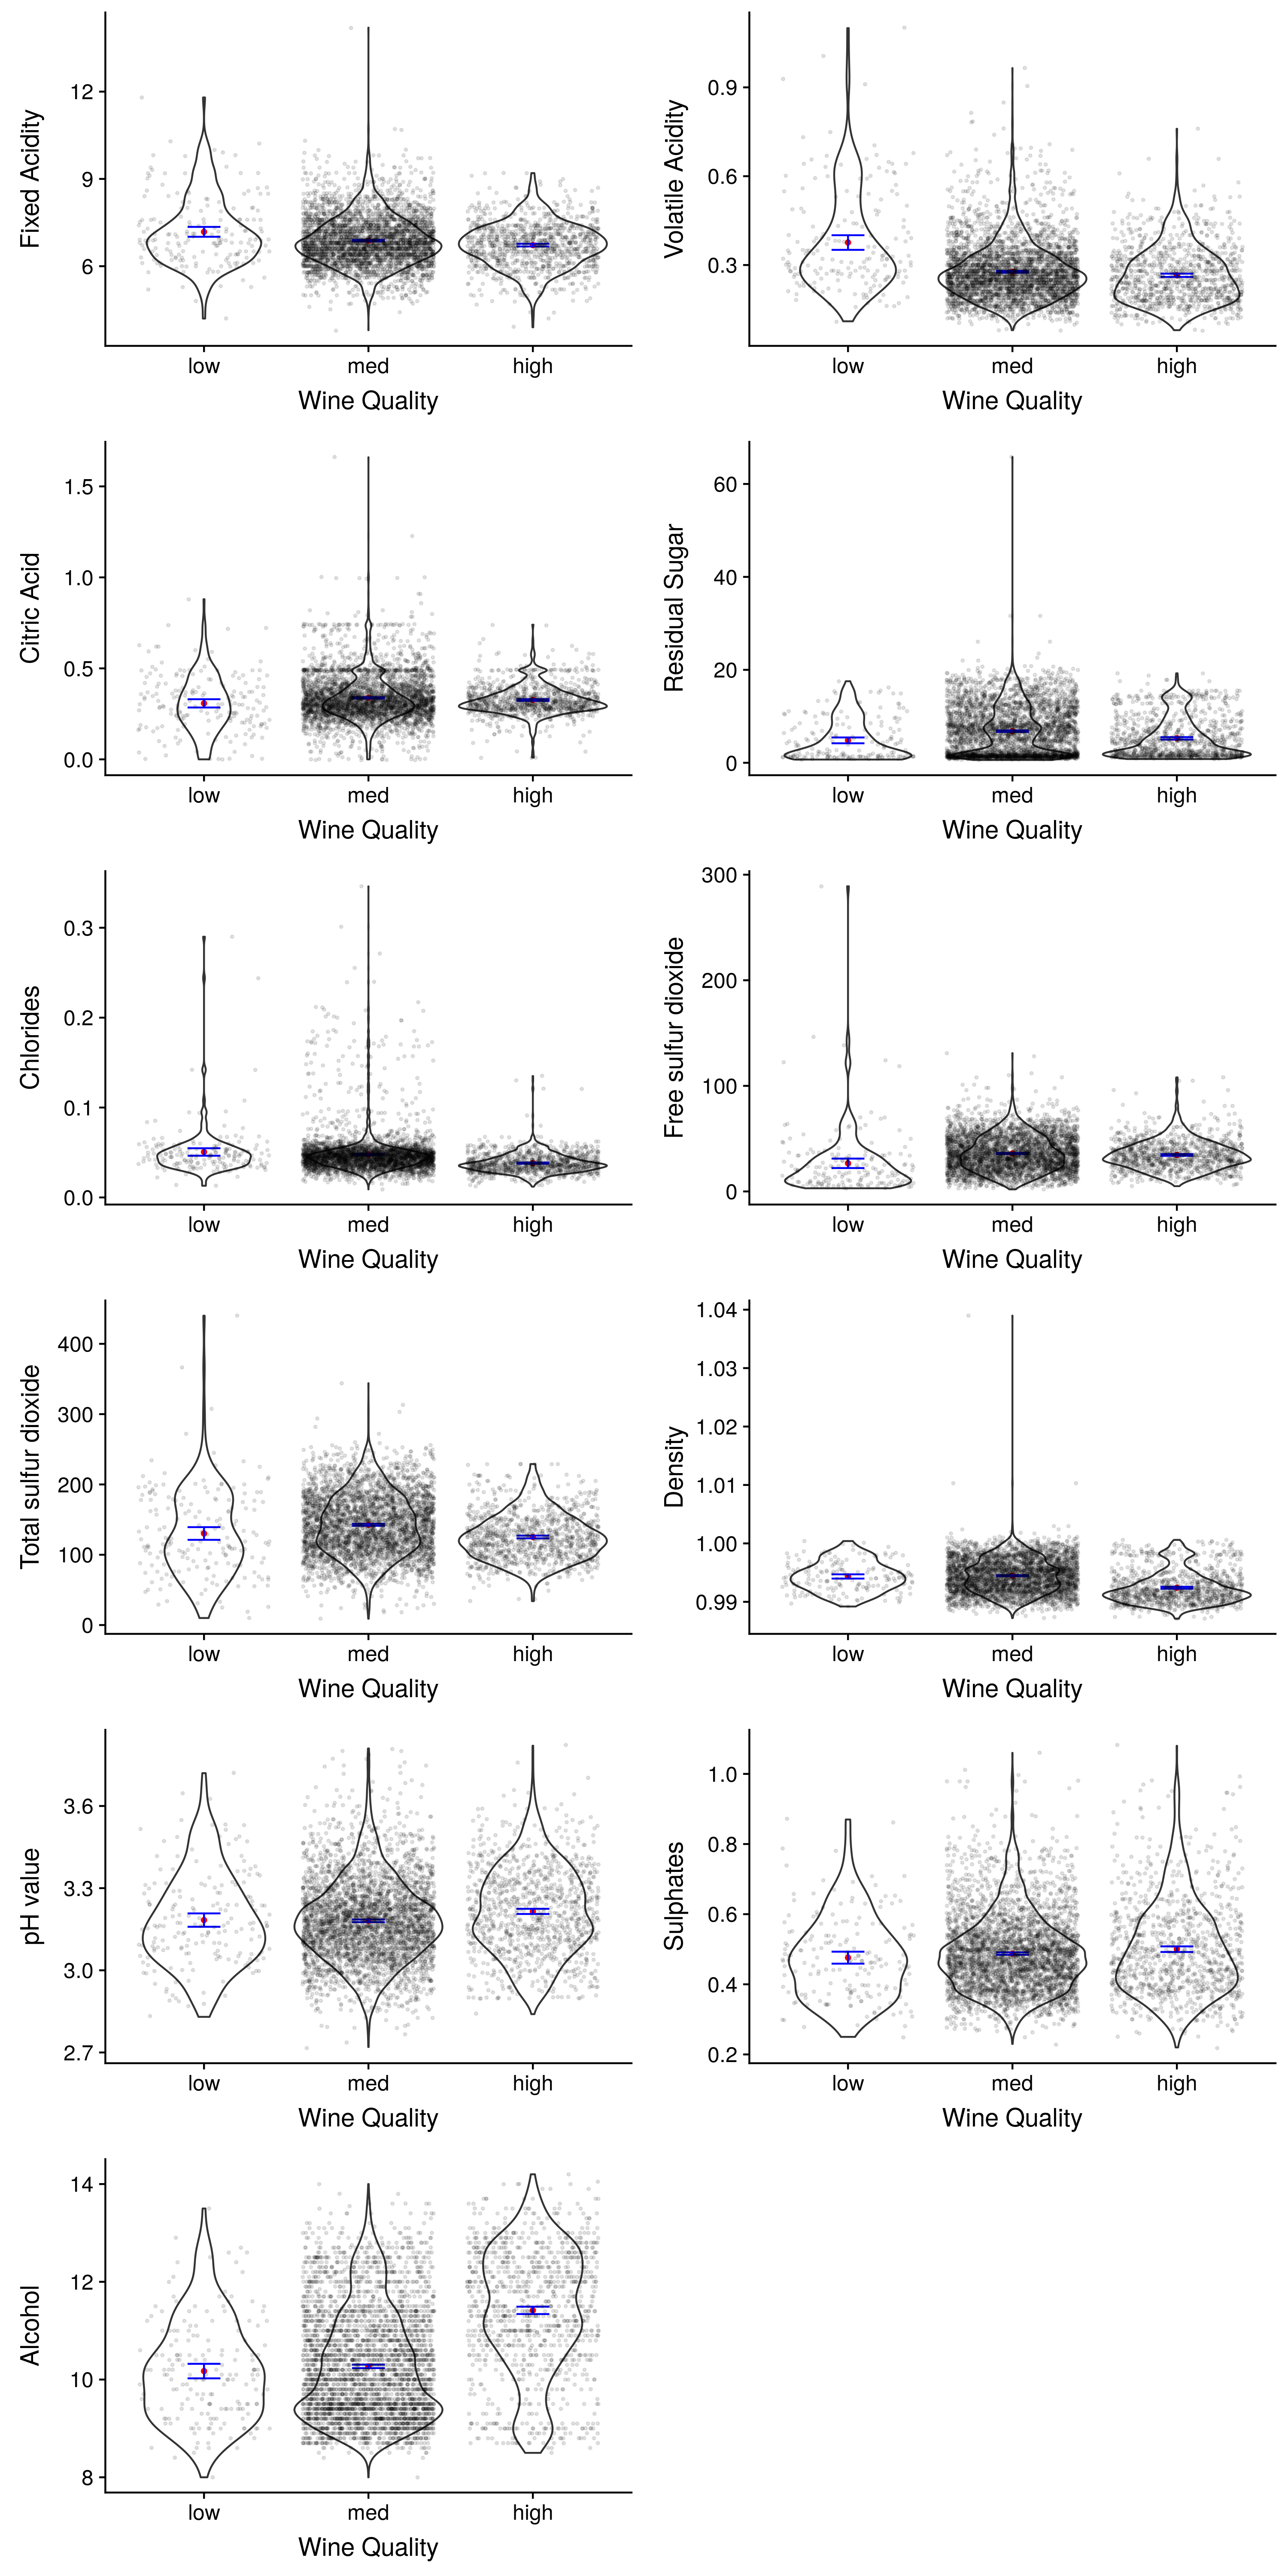 Fixed Acidity
12
9
6
low med high
Wine Quality
Volatile Acidity
0.9
0.6
0.3
low med high
Wine Quality
Citric Acid
1.5
1.0
0.5
0.0
low med high
Wine Quality
Residual Sugar
60
40
20
0
low med high
Wine Quality
Chlorides
0.3
0.2
0.1
0.0
low med high
Wine Quality
Free sulfur dioxide
300
200
100
0
low med high
Wine Quality
Total sulfur dioxide
400
300
200
100
0
low med high
Wine Quality
Density
1.04
1.03
1.02
1.01
1.00
0.99
low med high
Wine Quality
pH value
3.6
3.3
3.0
2.7
low med high
Wine Quality
Sulphates
1.0
0.8
0.6
0.4
0.2
low med high
Wine Quality
Alcohol
14
12
10
8
low med high
Wine Quality